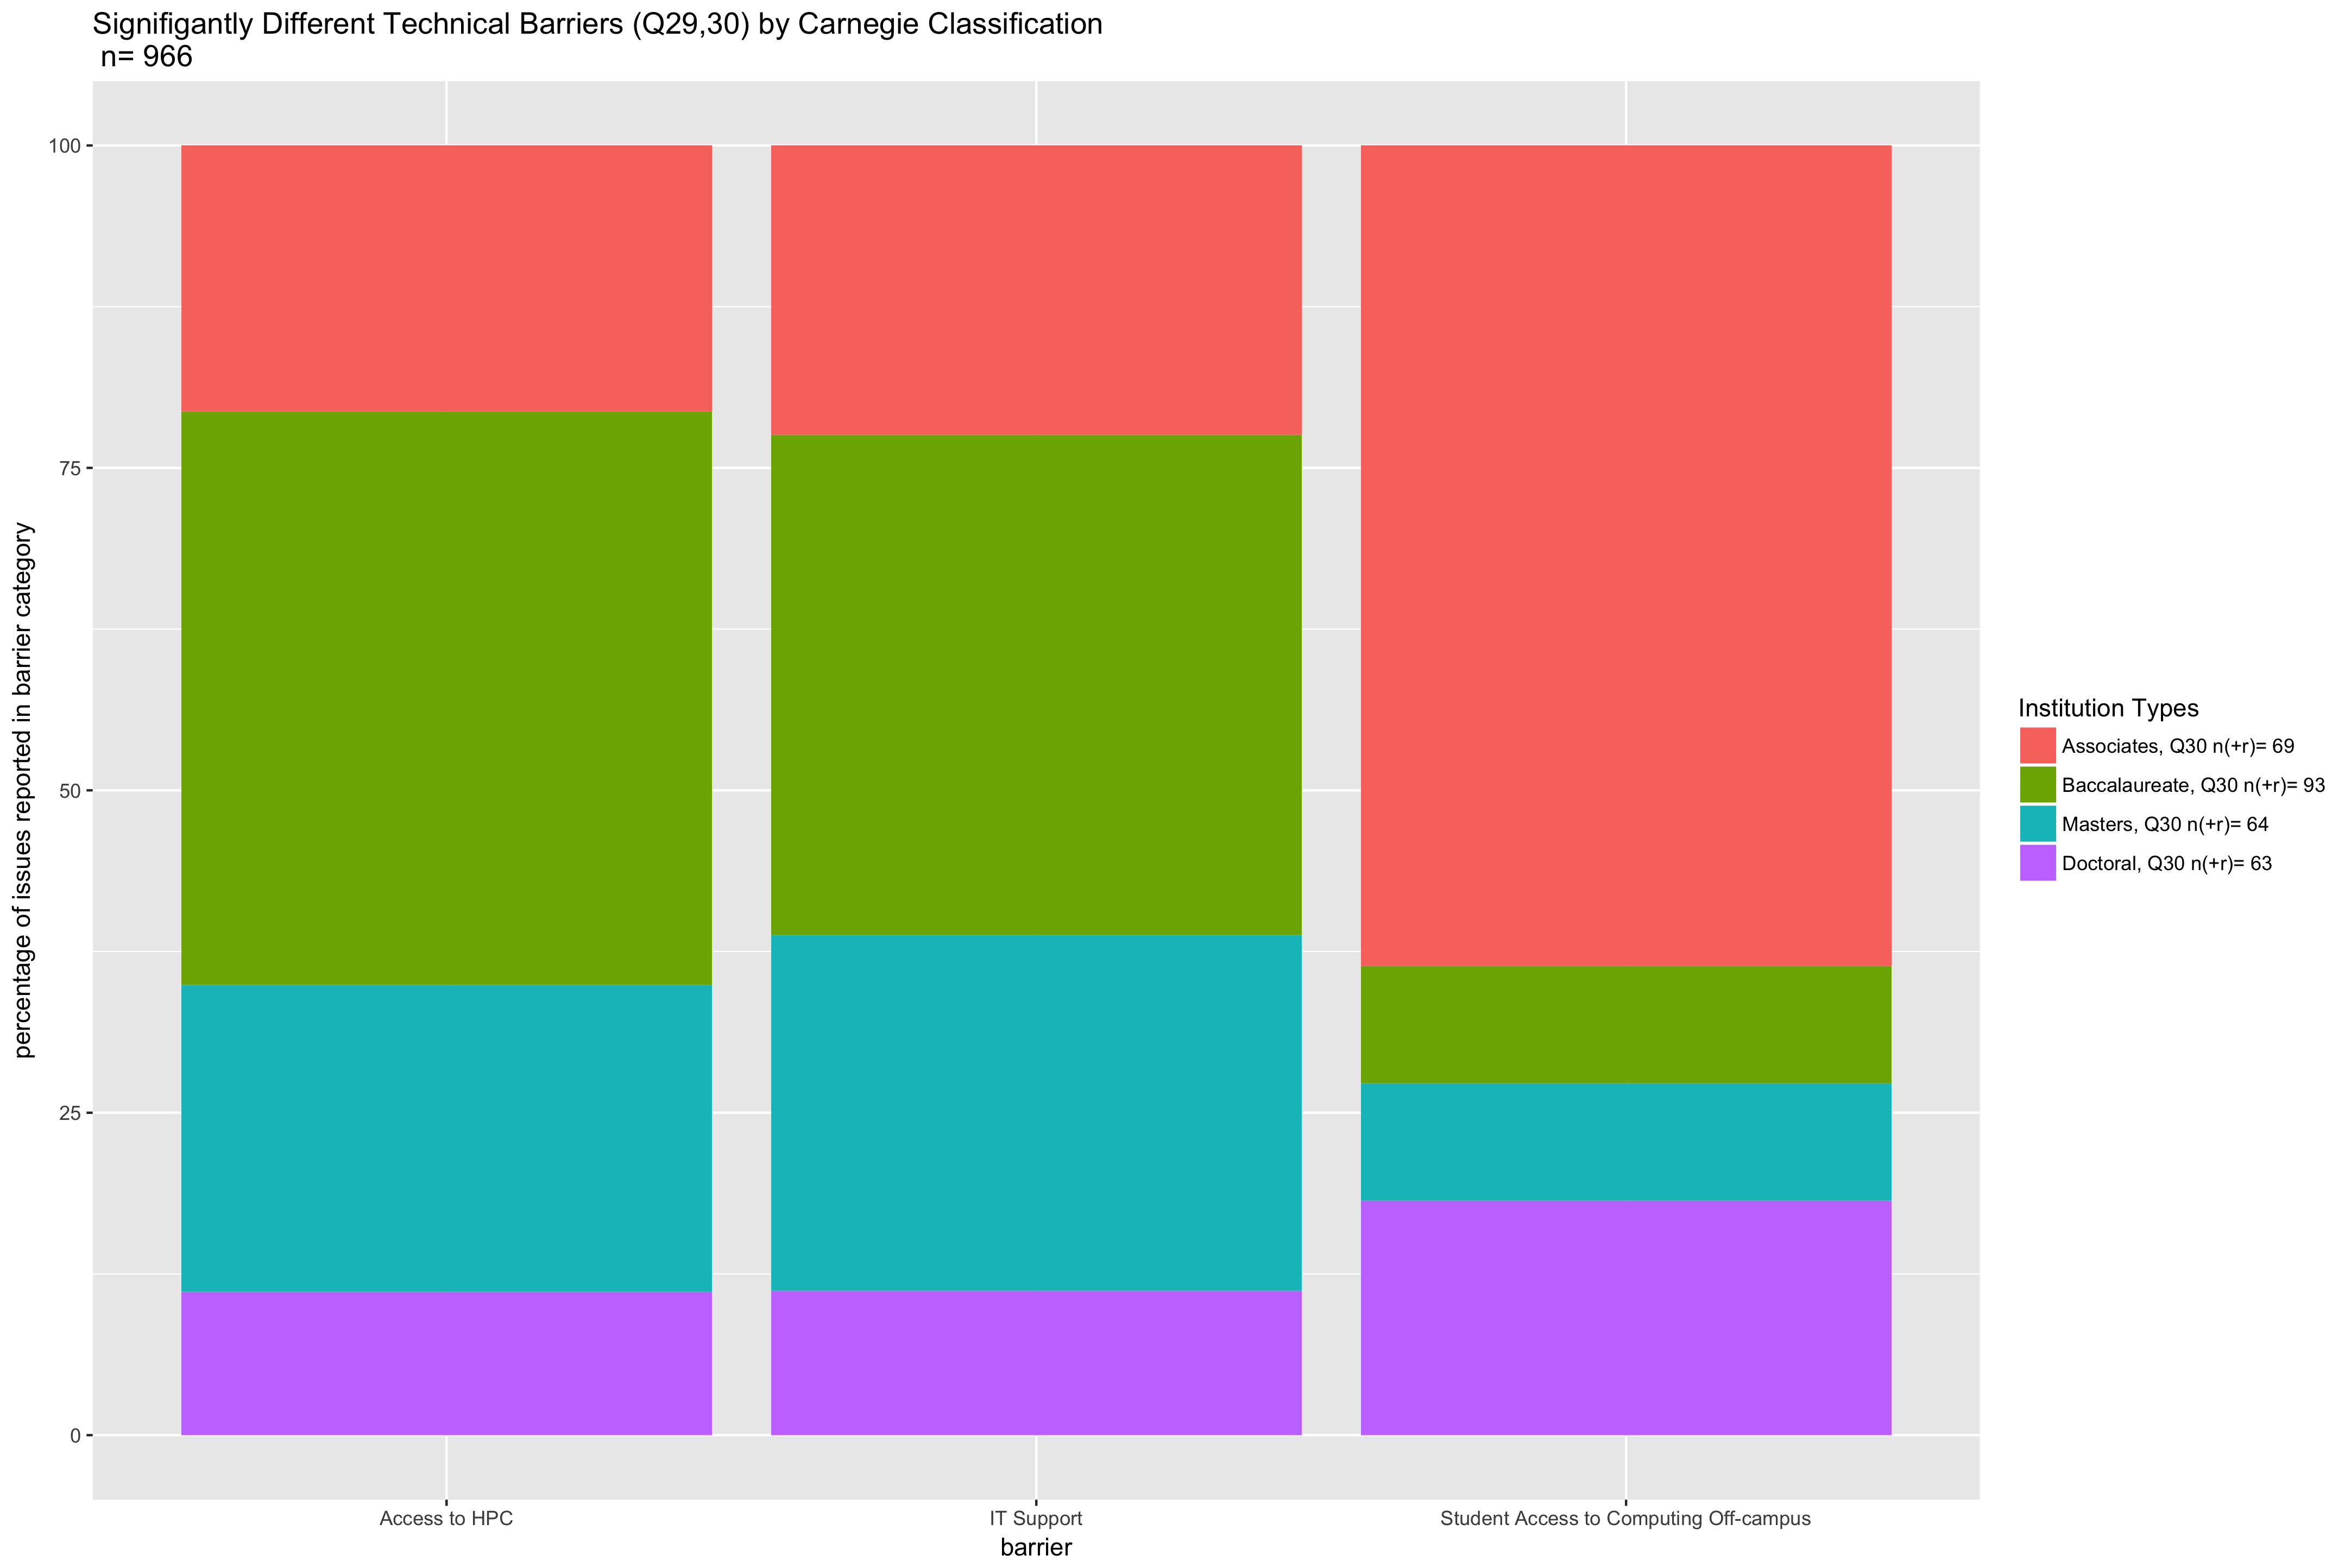 Signifigantly Different Technical Barriers (Q29,30) by Carnegie Classification
n= 966
percentage of issues reported in barrier category
100
75
50
25
0
Access to HPC
IT Support
Student Access to Computing Off-campus
barrier
Institution Types
Associates, Q30 n(+r)= 69
Baccalaureate, Q30 n(+r)= 93
Masters, Q30 n(+r)= 64
Doctoral, Q30 n(+r)= 63